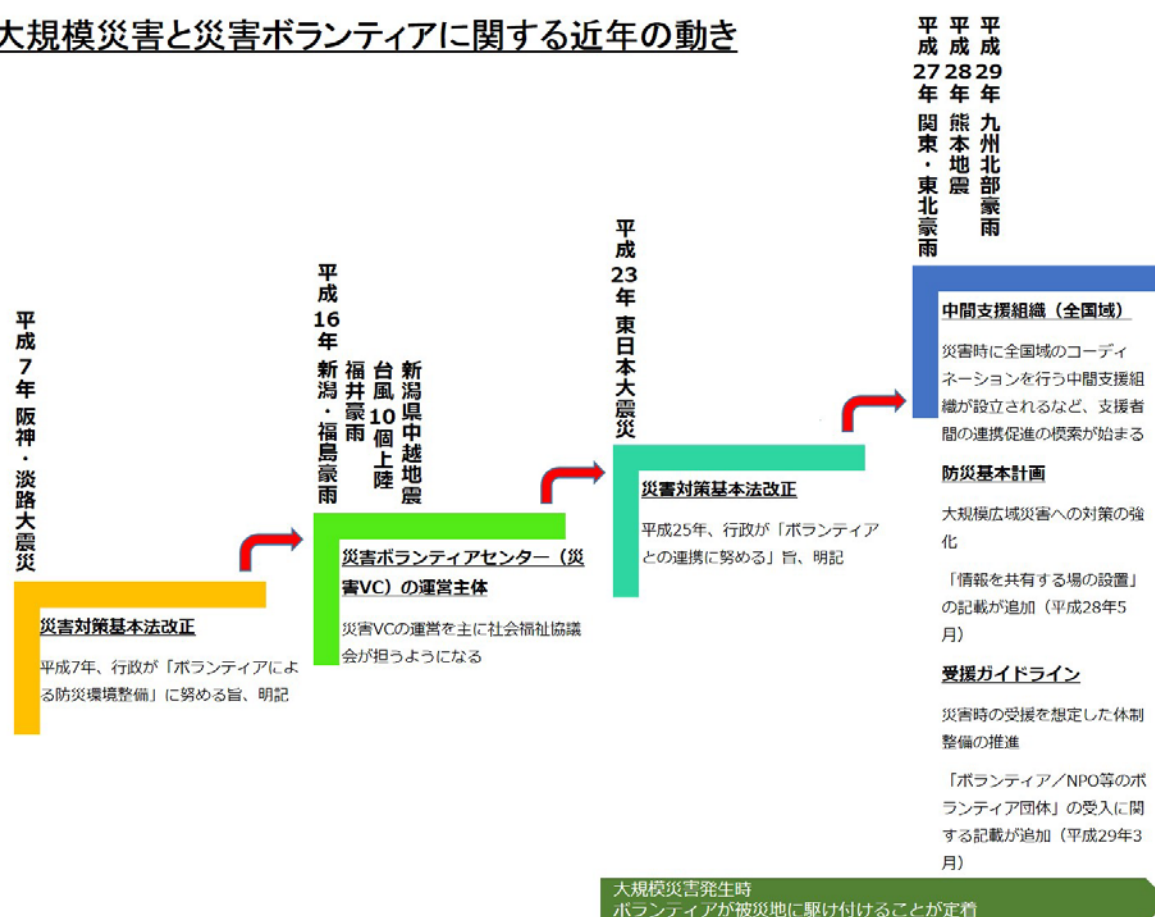 大規模災害と災害ボランティアに関する近年の動き
平成7年 阪神・淡路大震災
災害対策基本法改正
平成7年、行政が「ボランティアによ
る防災環境整備」に努める旨、明記
平成16年 新潟・福島豪雨
福井豪雨
台風10個上陸
新潟県中越地震
災害ボランティアセンター（災
害VC）の運営主体
災害VCの運営を主に社会福祉協議
会が担うようになる
平成23年 東日本大震災
災害対策基本法改正
平成25年、行政が「ボランティア
との連携に努める」旨、明記
平成27年 関東・東北豪雨
平成28年 熊本地震
平成29年 九州北部豪雨
中間支援組織（全国域）
災害時に全国域のコーディ
ネーションを行う中間支援組
織が設立されるなど、支援者
間の連携促進の模索が始まる
防災基本計画
大規模広域災害への対策の強
化
「情報を共有する場の設置」
の記載が追加（平成28年5
月）
受援ガイドライン
災害時の受援を想定した体制
整備の推進
「ボランティア／NPO等のボ
ランティア団体」の受入に関
する記載が追加（平成29年3
月）
大規模災害発生時
ボランティアが被災地に駆け付けることが定着